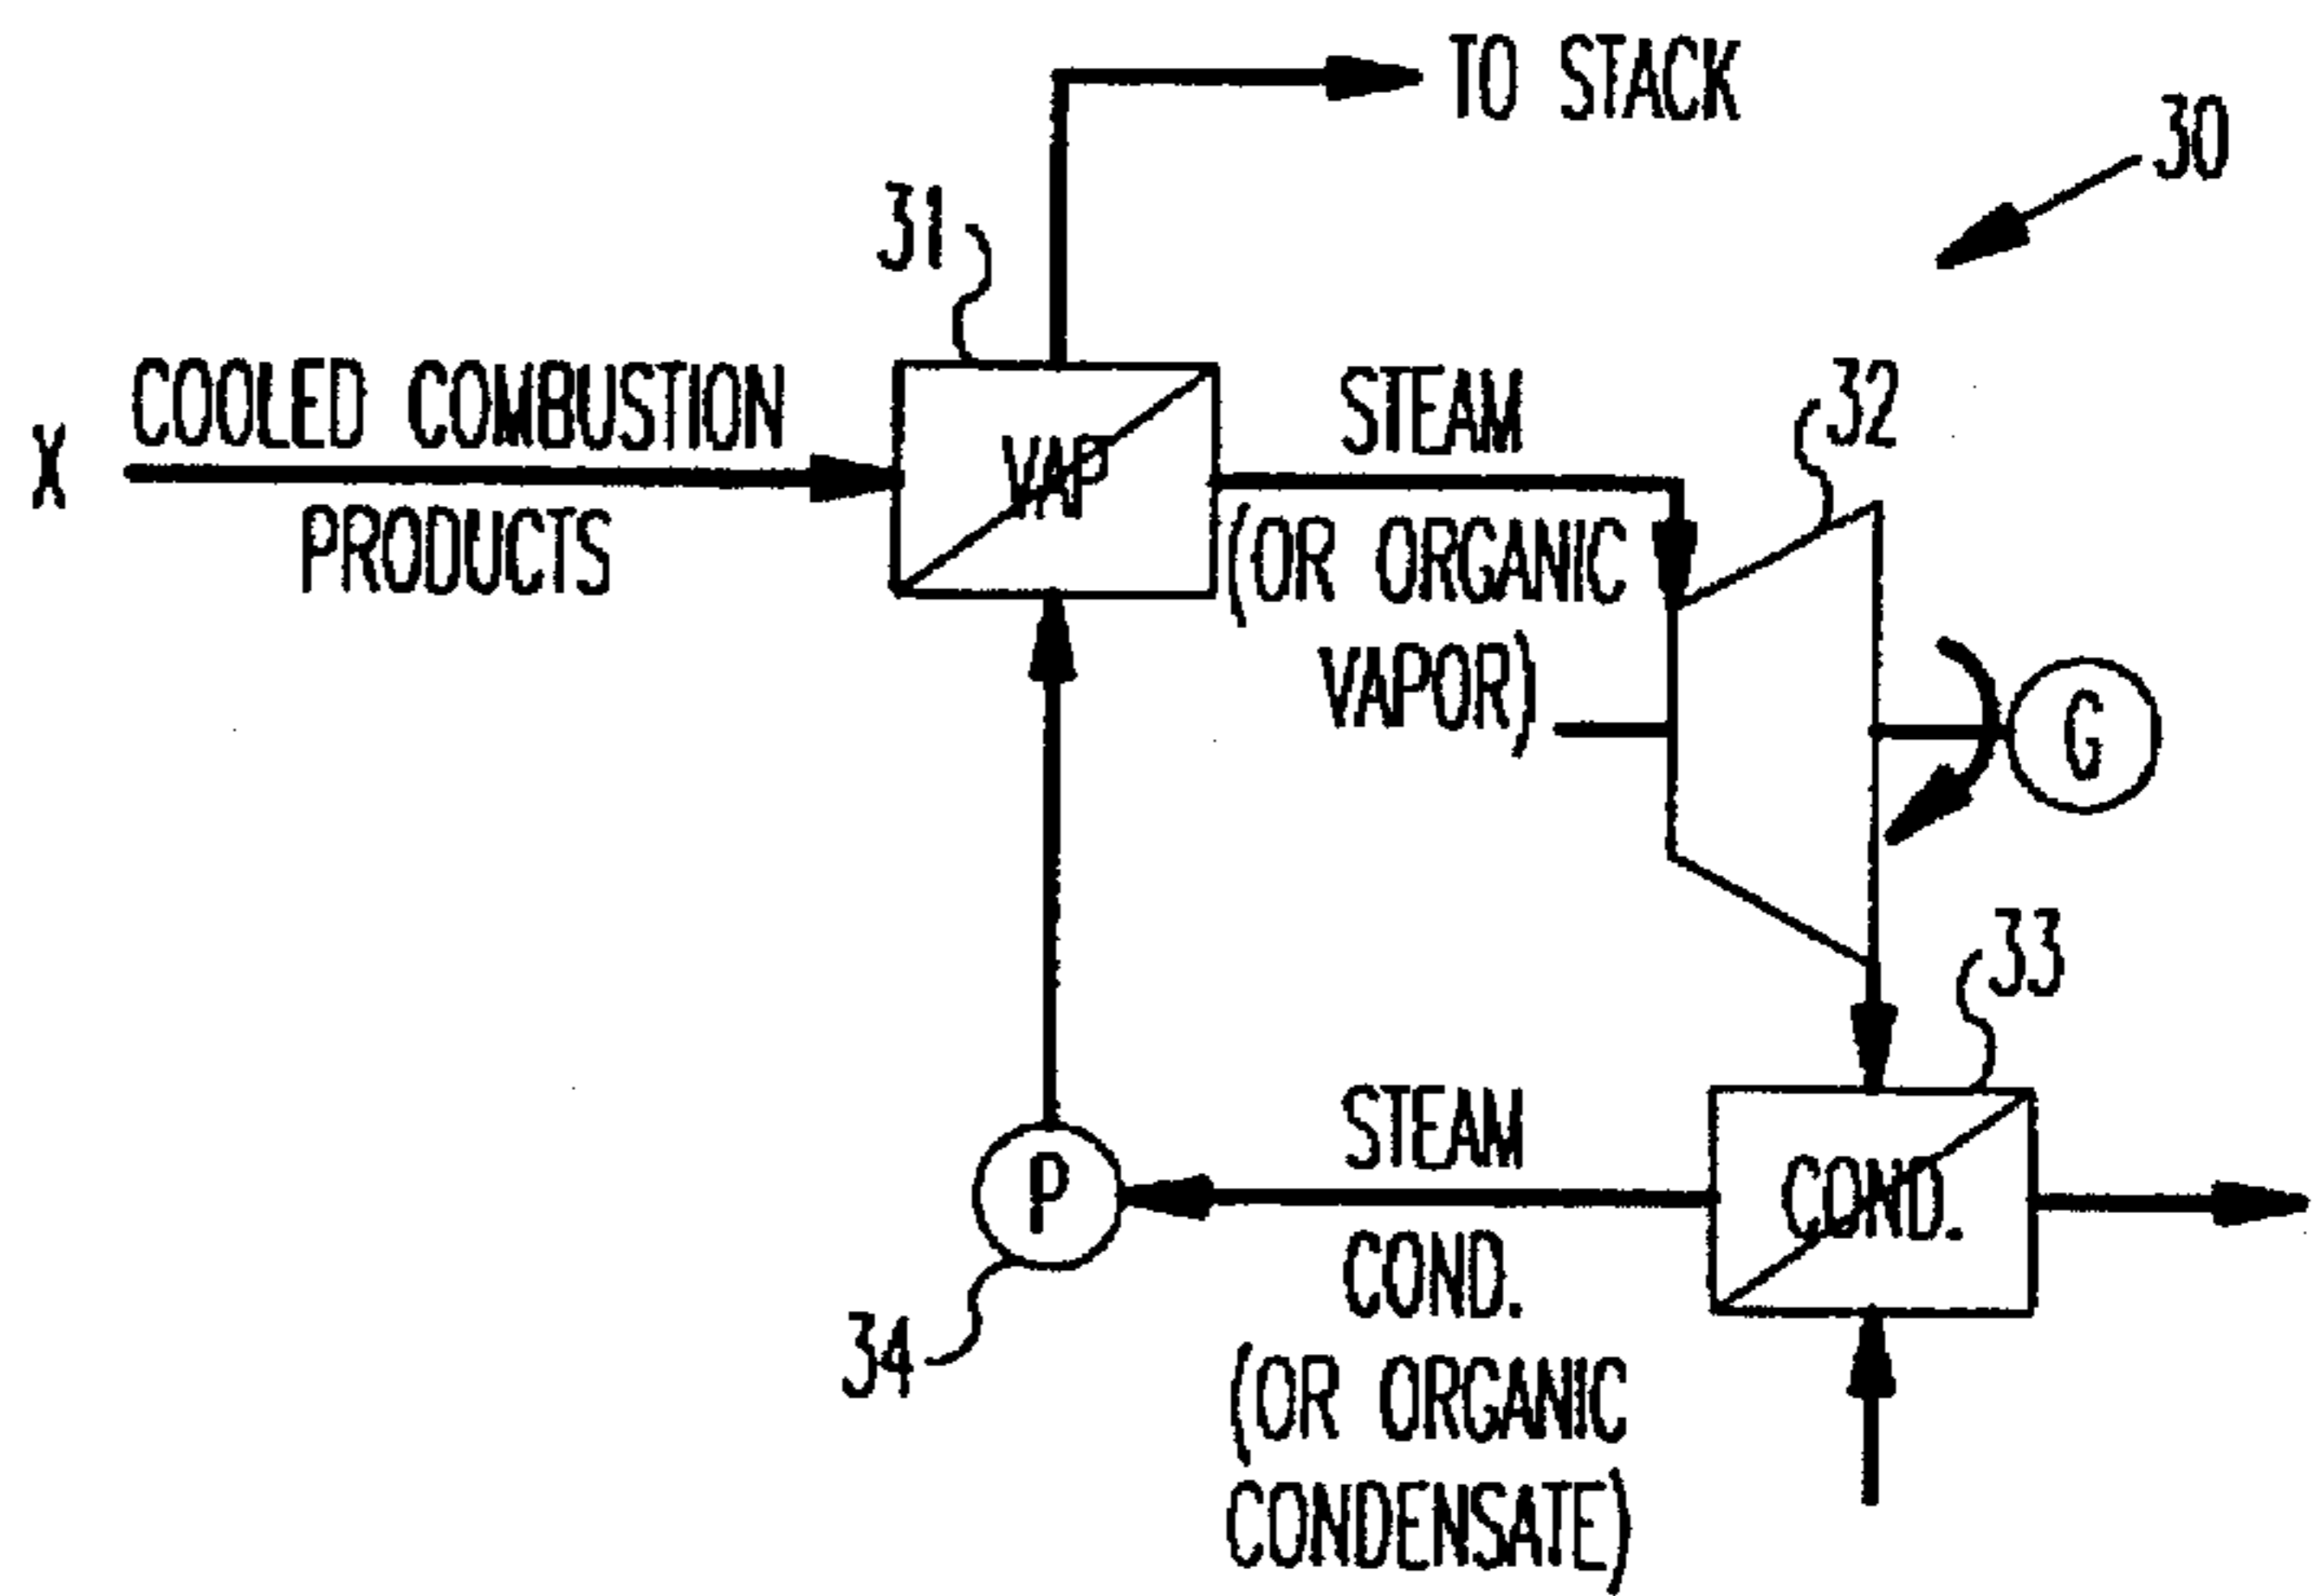 TO STACK
30
31
X
COOLED COMBUSTION
PRODUCTS
VAP
STEAM
(OR ORGANIC
VAPOR)
32
G
33
STEAM
COND.
(OR ORGANIC
CONDENSATE)
COND.
P
34